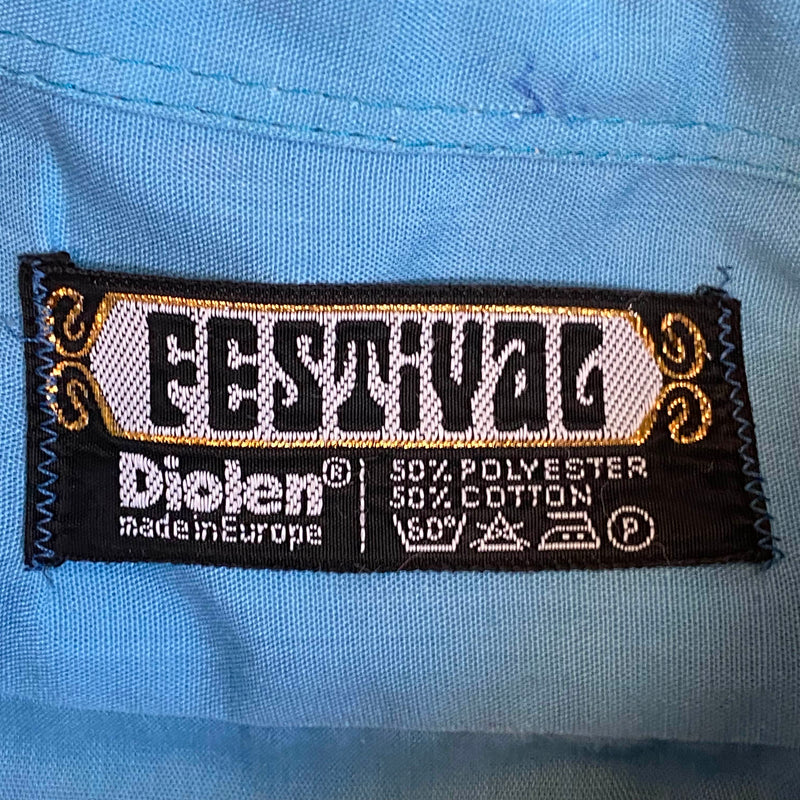 FESTiVaL
Diolen®
made in Europe
50% POLYESTER
50% COTTON
60° P